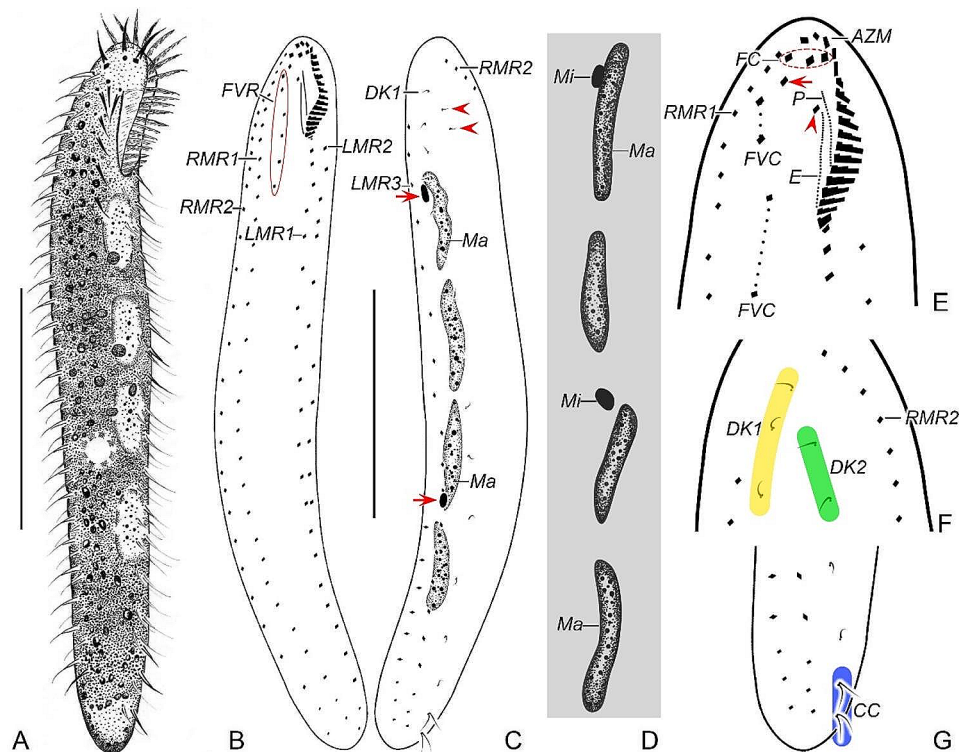 A
FVR
RMR1
RMR2
LMR1
LMR2
B
RMR2
DK1
LMR3
Ma
Ma
C
Mi
Ma
Mi
Ma
D
AZM
FC
P
RMR1
FVC
E
FVC
E
RMR2
DK1
DK2
F
CC
G